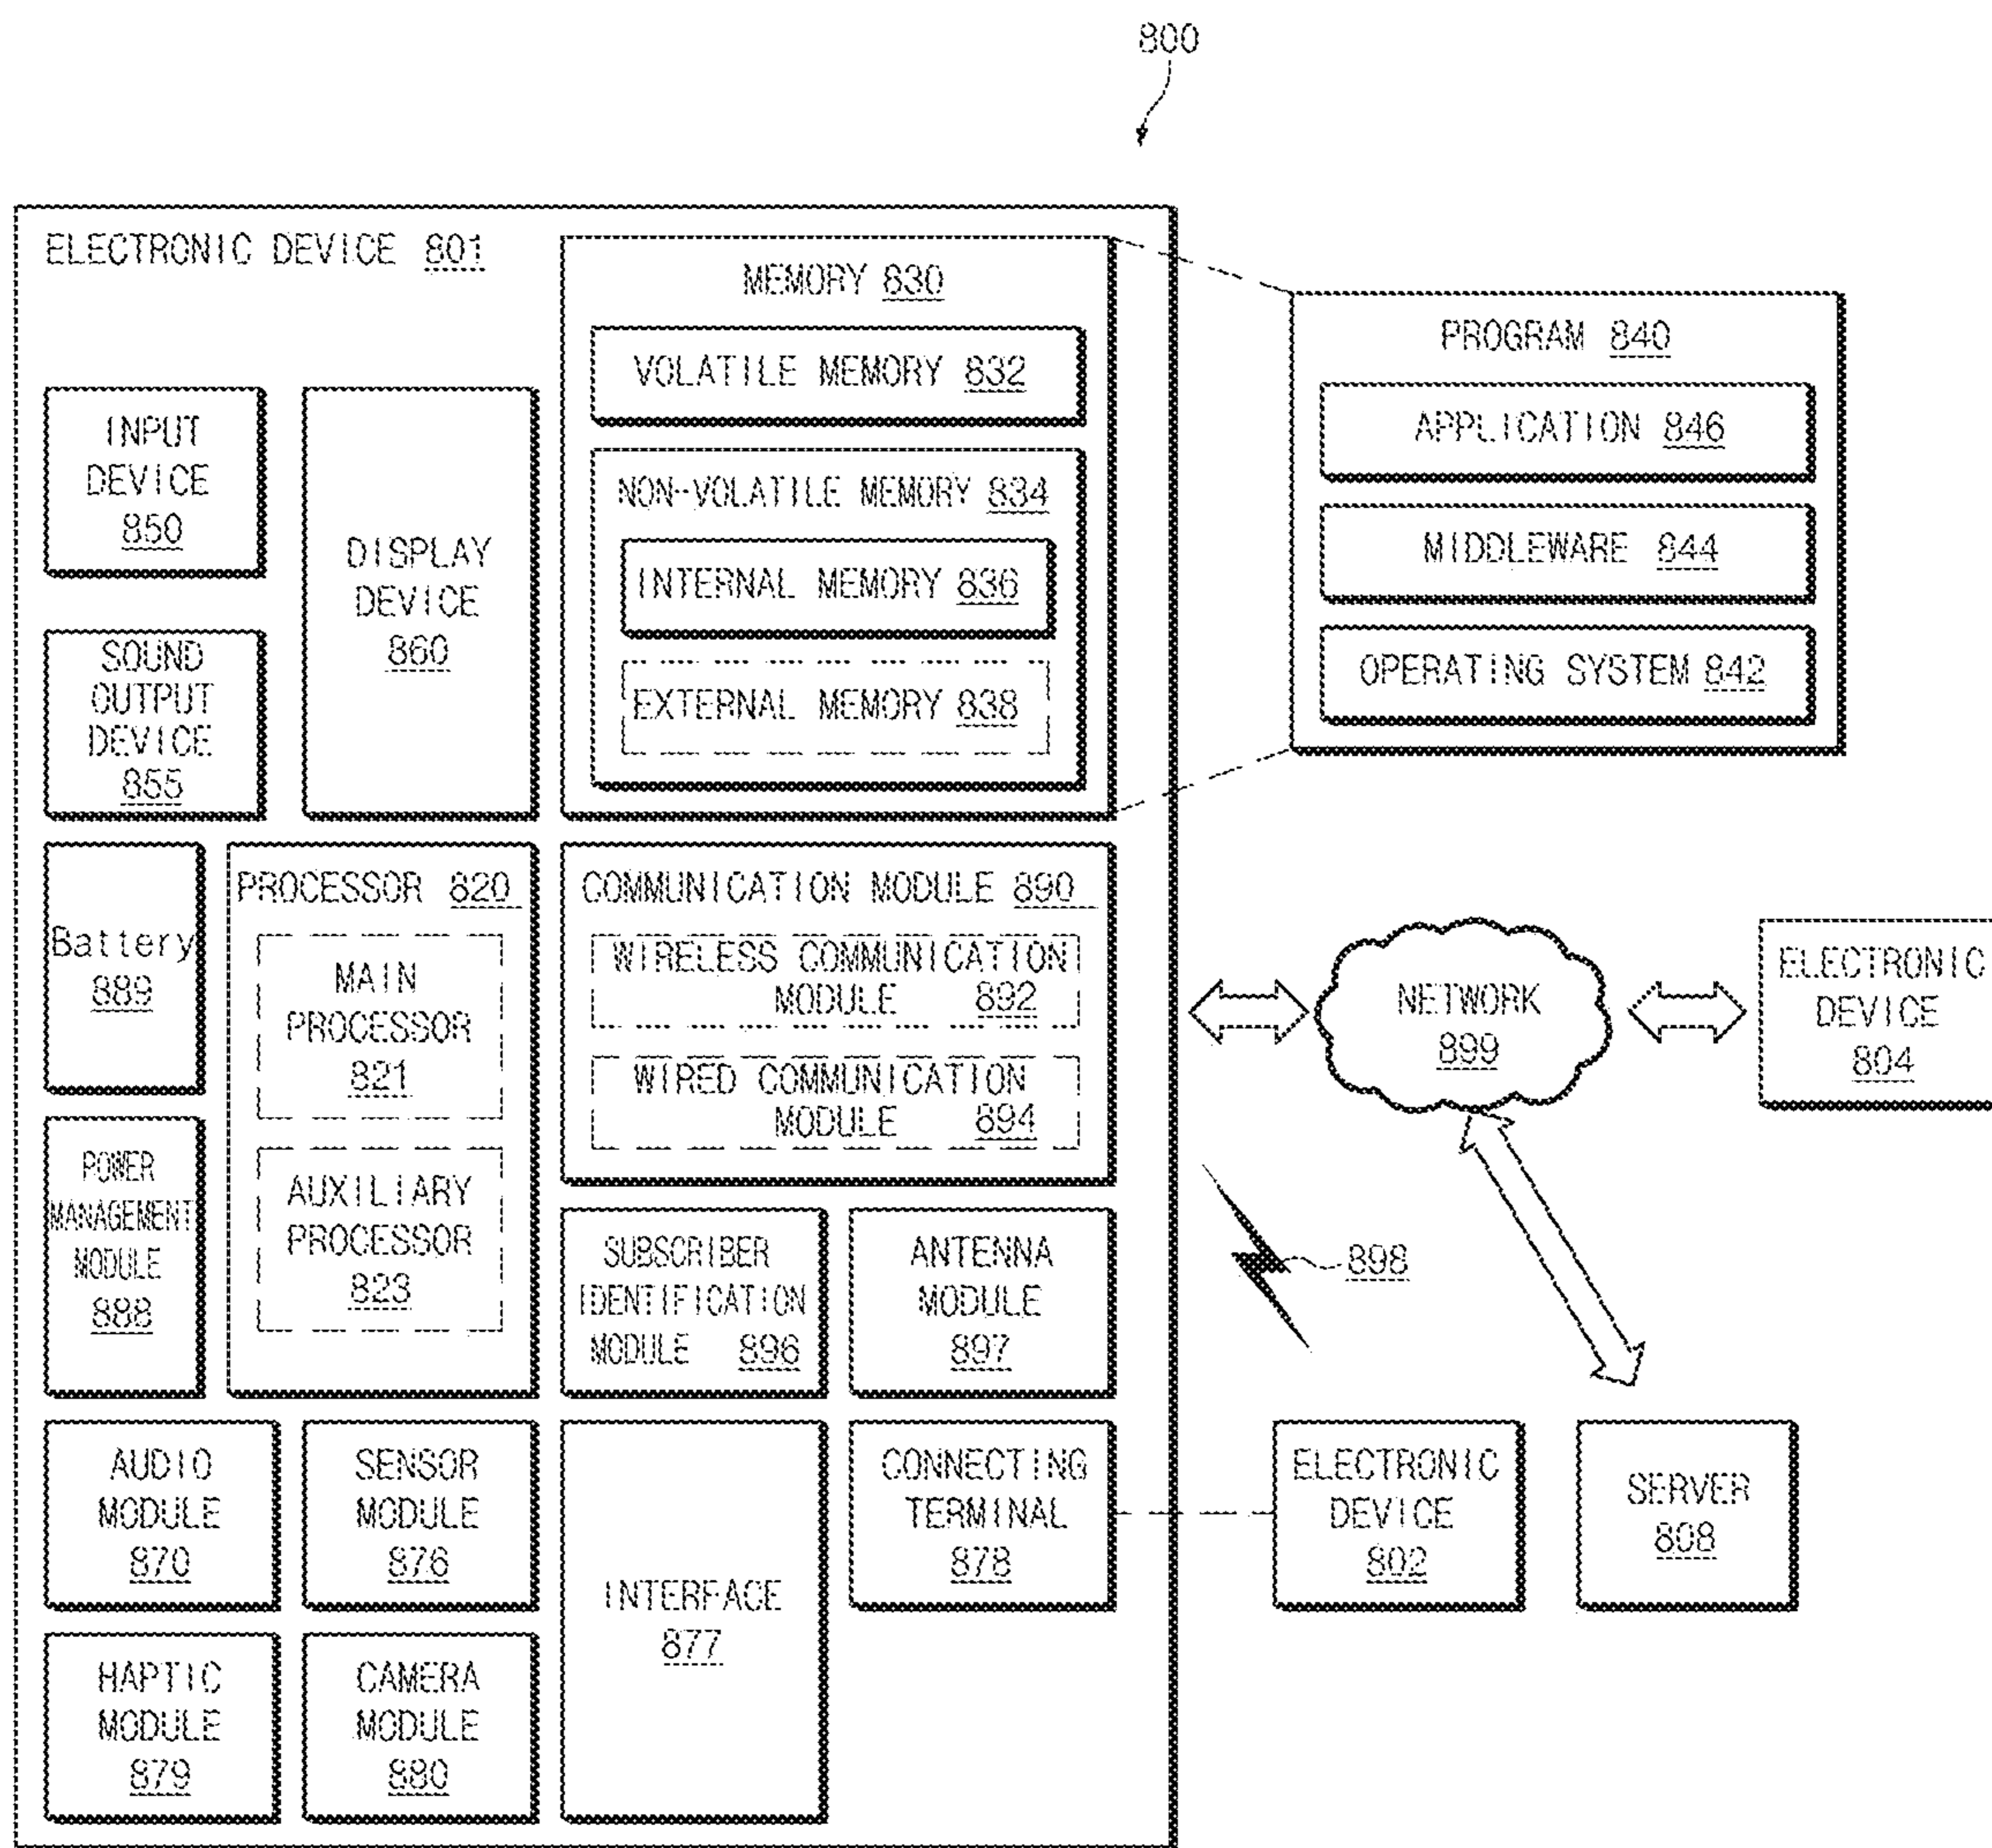 800
ELECTRONIC DEVICE 801
MEMORY 830
VOLATILE MEMORY 832
NON-VOLATILE MEMORY 834
INTERNAL MEMORY 836
EXTERNAL MEMORY 838
PROGRAM 840
APPLICATION 846
MIDDLEWARE 844
OPERATING SYSTEM 842
INPUT
DEVICE
850
DISPLAY
DEVICE
860
SOUND
OUTPUT
DEVICE
855
Battery
889
PROCESSOR 820
MAIN
PROCESSOR
821
AUXILIARY
PROCESSOR
823
POWER
MANAGEMENT
MODULE
888
COMMUNICATION MODULE 890
WIRELESS COMMUNICATION
MODULE 892
WIRED COMMUNICATION
MODULE 894
SUBSCRIBER
IDENTIFICATION
MODULE 896
ANTENNA
MODULE
897
NETWORK
899
ELECTRONIC
DEVICE
804
898
AUDIO
MODULE
870
SENSOR
MODULE
876
INTERFACE
877
CONNECTING
TERMINAL
878
ELECTRONIC
DEVICE
802
SERVER
808
HAPTIC
MODULE
879
CAMERA
MODULE
880